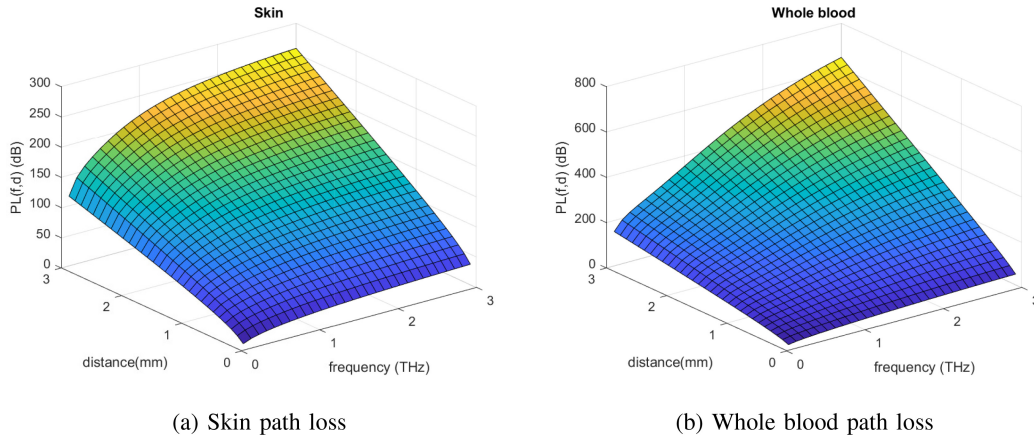 Skin
300
250
200
150
100
50
0
PL(f,d) (dB)
3
2
1
0
distance(mm)
0
1
2
3
frequency (THz)
(a) Skin path loss
Whole blood
800
600
400
200
0
PL(f,d) (dB)
3
2
1
0
distance(mm)
0
1
2
3
frequency (THz)
(b) Whole blood path loss